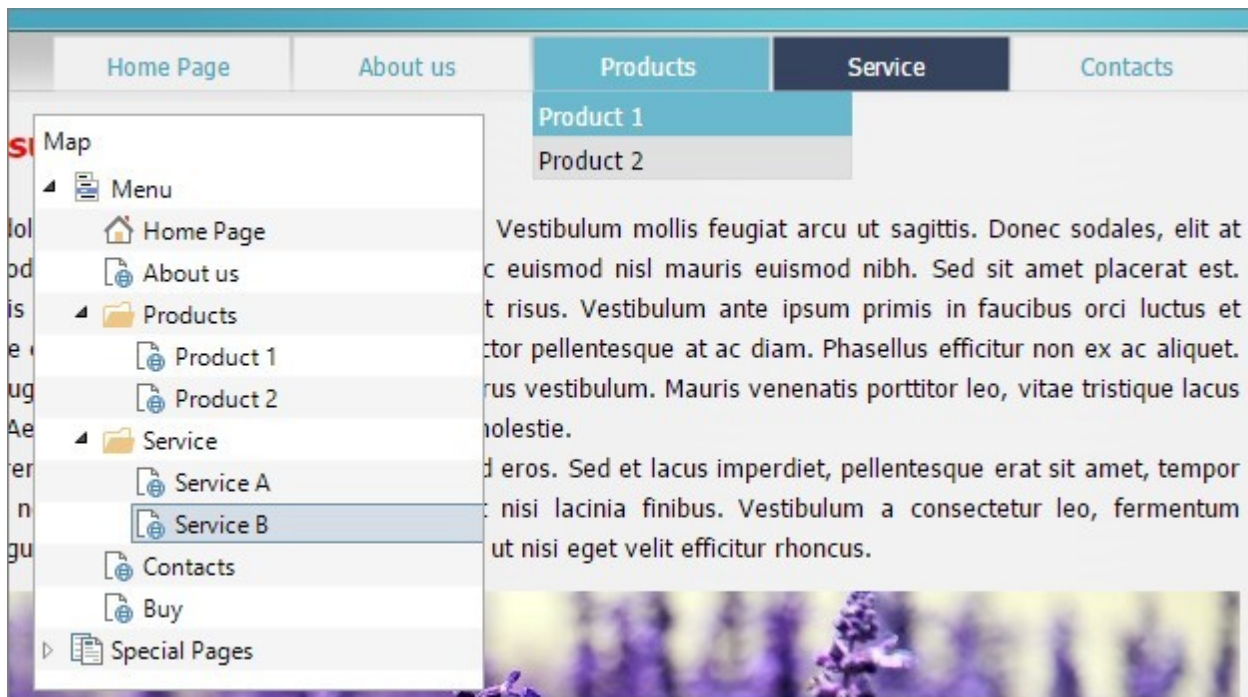 Home Page About us Products Service Contacts
Product 1
Product 2
Map
Menu
Home Page
About us
Products
Product 1
Product 2
Service
Service A
Service B
Contacts
Buy
Special Pages
Vestibulum mollis feugiat arcu ut sagittis. Donec sodales, elit at
euismod nisl mauris euismod nibh. Sed sit amet placerat est.
risus. Vestibulum ante ipsum primis in faucibus orci luctus et
pellentesque at ac diam. Phasellus efficitur non ex ac aliquet.
vestibulum. Mauris venenatis porttitor leo, vitae tristique lacus
eros. Sed et lacus imperdiet, pellentesque erat sit amet, tempor
nisi lacinia finibus. Vestibulum a consectetur leo, fermentum
ut nisi eget velit efficitur rhoncus.